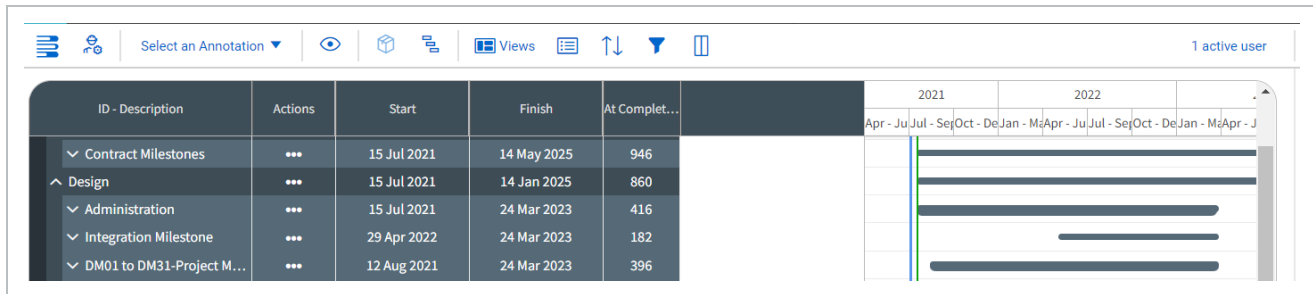 Select an Annotation Views 1 active user
ID - Description Actions Start Finish At Complet... 2021 2022
Apr - Ju Jul - Sep Oct - De Jan - Ma Apr - Ju Jul - Sep Oct - De Jan - Ma Apr - J
Contract Milestones ••• 15 Jul 2021 14 May 2025 946
Design ••• 15 Jul 2021 14 Jan 2025 860
Administration ••• 15 Jul 2021 24 Mar 2023 416
Integration Milestone ••• 29 Apr 2022 24 Mar 2023 182
DM01 to DM31-Project M... ••• 12 Aug 2021 24 Mar 2023 396